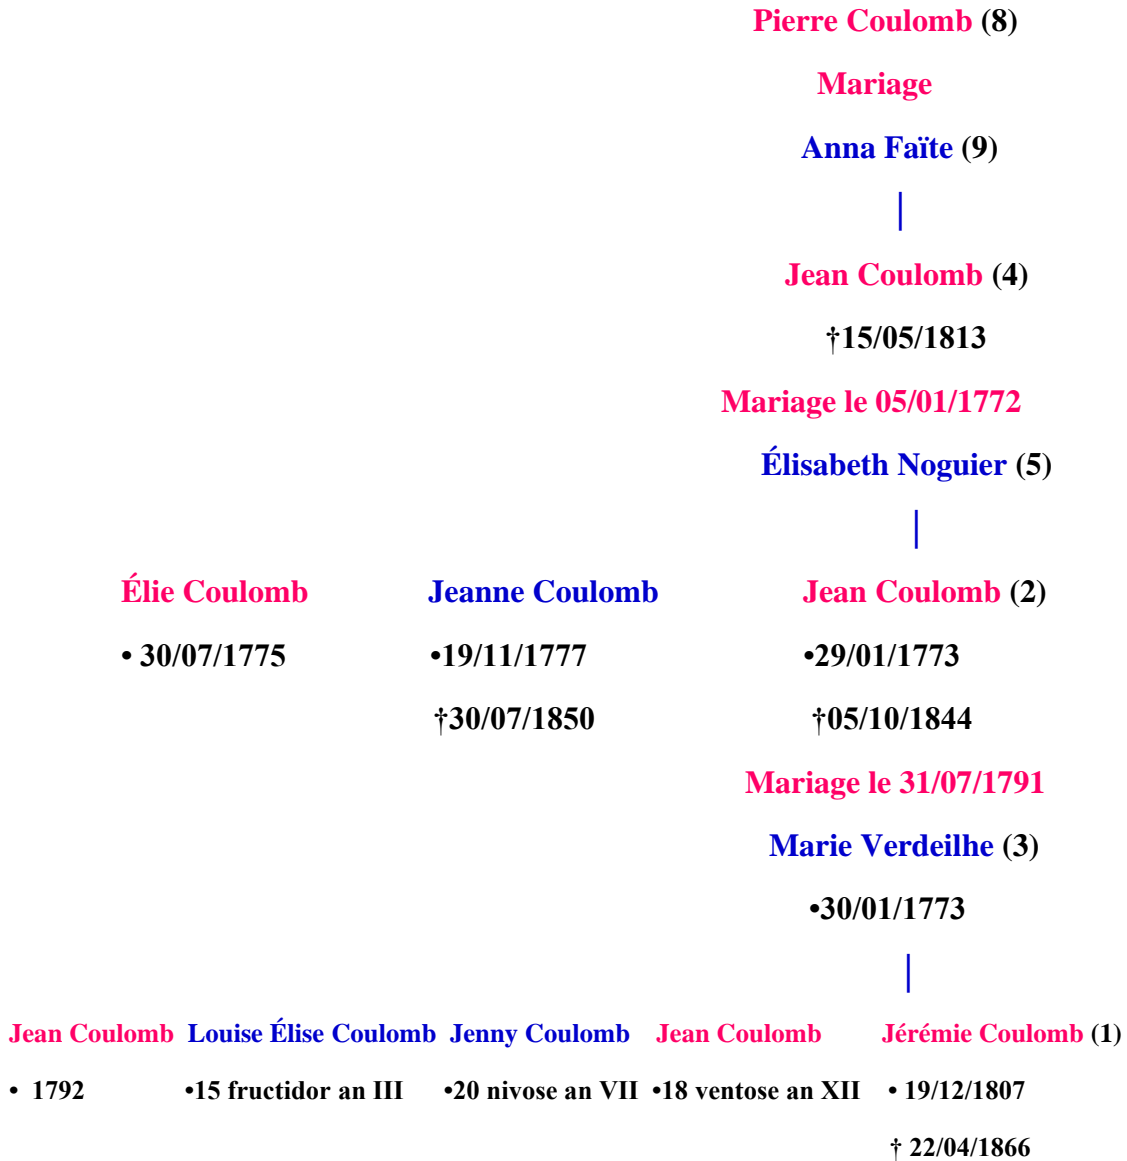 Pierre Coulomb (8)
Mariage
Anna Faïte (9)
Jean Coulomb (4)
†15/05/1813
Mariage le 05/01/1772
Élisabeth Noguier (5)
Élie Coulomb Jeanne Coulomb Jean Coulomb (2)
• 30/07/1775 •19/11/1777 •29/01/1773
†30/07/1850 †05/10/1844
Mariage le 31/07/1791
Marie Verdeilhe (3)
•30/01/1773
Jean Coulomb Louise Élise Coulomb Jenny Coulomb Jean Coulomb Jérémie Coulomb (1)
• 1792 •15 fructidor an III •20 nivose an VII •18 ventose an XII • 19/12/1807
† 22/04/1866